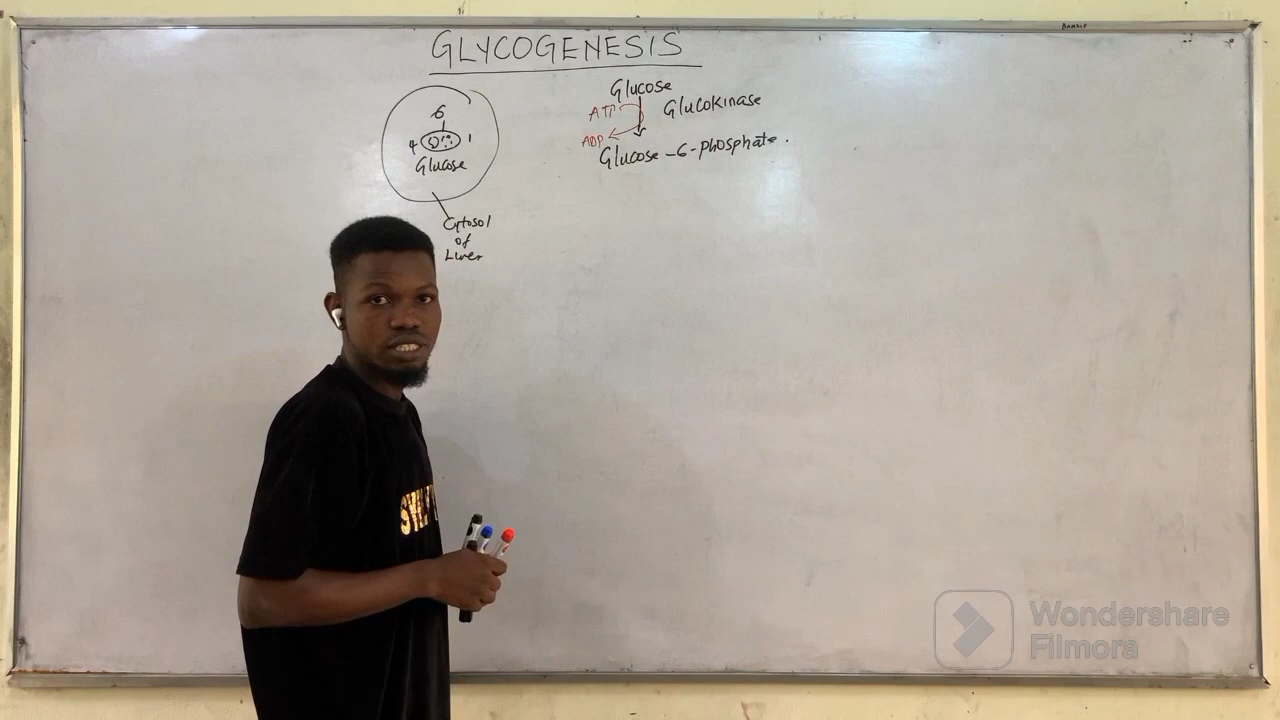 GLYCOGENESIS
6
4 1
Glucose
Cytosol
of
Liver
Glucose
ATP Glucokinase
ADP
Glucose-6-phosphate.
Wondershare
Filmora